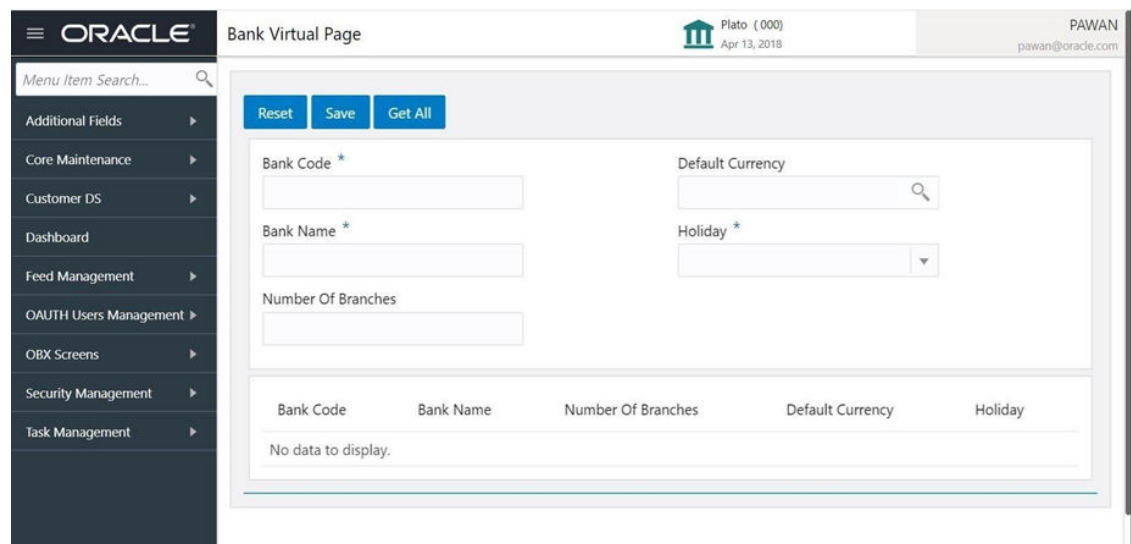 ORACLE
Bank Virtual Page
Plato (000)
Apr 13, 2018
PAWAN
pawan@oracle.com
Menu Item Search...
Additional Fields
Core Maintenance
Customer DS
Dashboard
Feed Management
OAUTH Users Management
OBX Screens
Security Management
Task Management
Reset Save Get All
Bank Code * Default Currency
Bank Name * Holiday *
Number Of Branches
Bank Code Bank Name Number Of Branches Default Currency Holiday
No data to display.